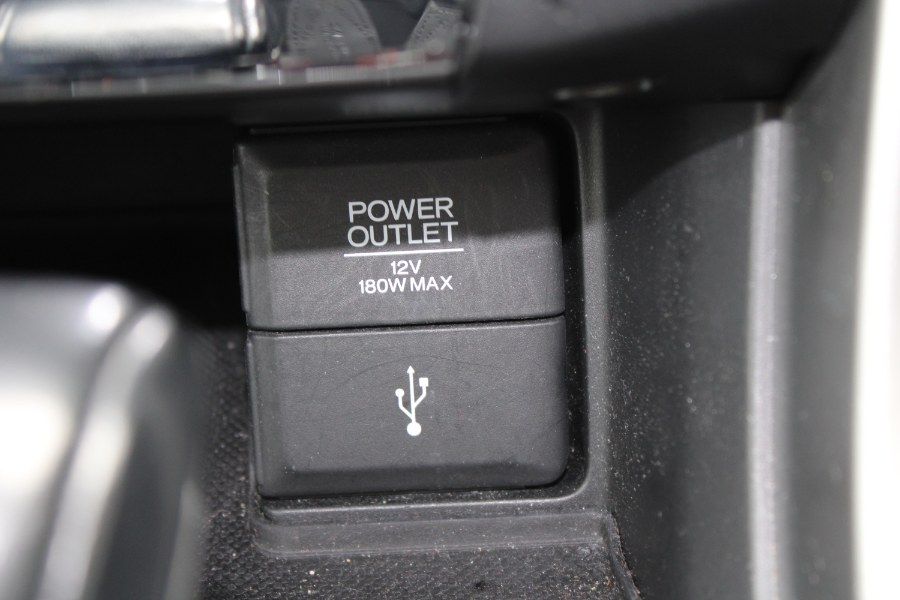 POWER
OUTLET
12V
180W MAX